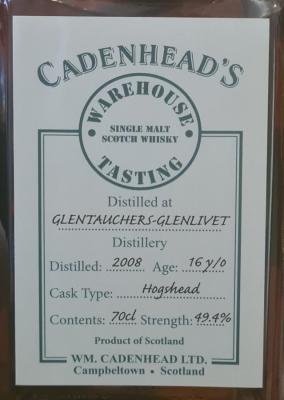 CADENHEAD'S
WAREHOUSE
SINGLE MALT
SCOTCH WHISKY
TASTING
Distilled at
GLENTAUCHERS-GLENLIVET
Distillery
Distilled: 2008 Age: 16 y/o
Cask Type: Hogshead
Contents: 70cl Strength: 49.4%
Product of Scotland
WM. CADENHEAD LTD.
Campbeltown • Scotland